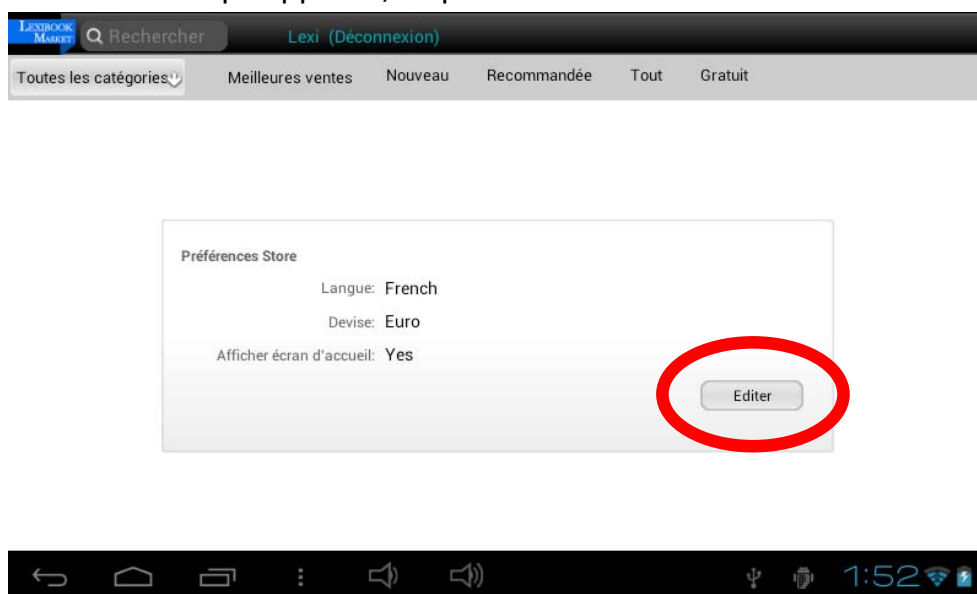 LEXIBOOK
MARKET
Rechercher
Lexi (Déconnexion)
Toutes les catégories
Meilleures ventes
Nouveau
Recommandée
Tout
Gratuit
Préférences Store
Langue: French
Devise: Euro
Afficher écran d'accueil: Yes
Editer
1:52